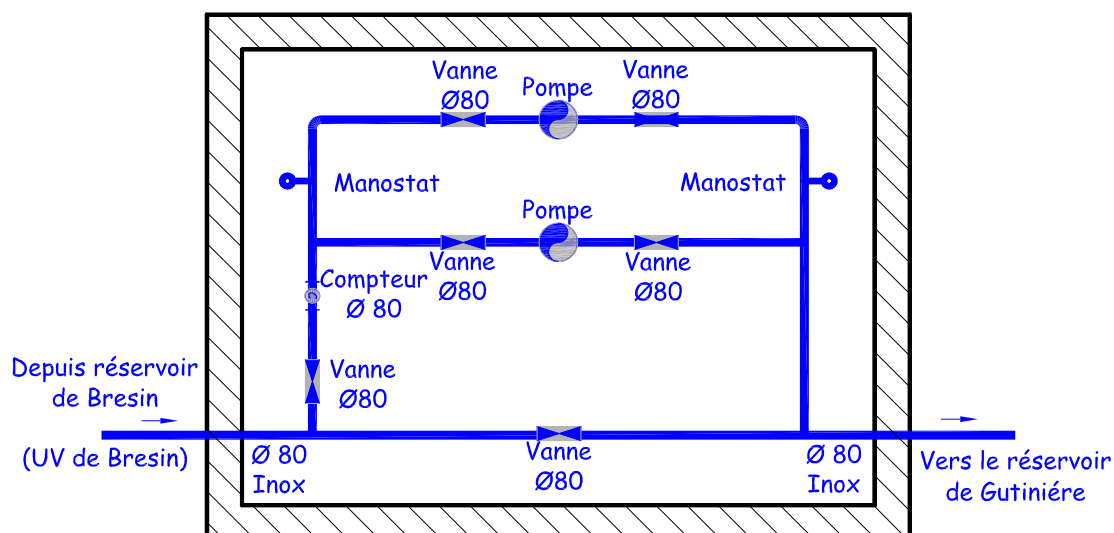 Vanne
Ø80
Pompe
Vanne
Ø80
Manostat
Manostat
Pompe
Vanne
Ø80
Vanne
Ø80
Compteur
Ø 80
Vanne
Ø80
Depuis réservoir
de Bresin
(UV de Bresin)
Ø 80
Inox
Vanne
Ø80
Ø 80
Inox
Vers le réservoir
de Gutiniére